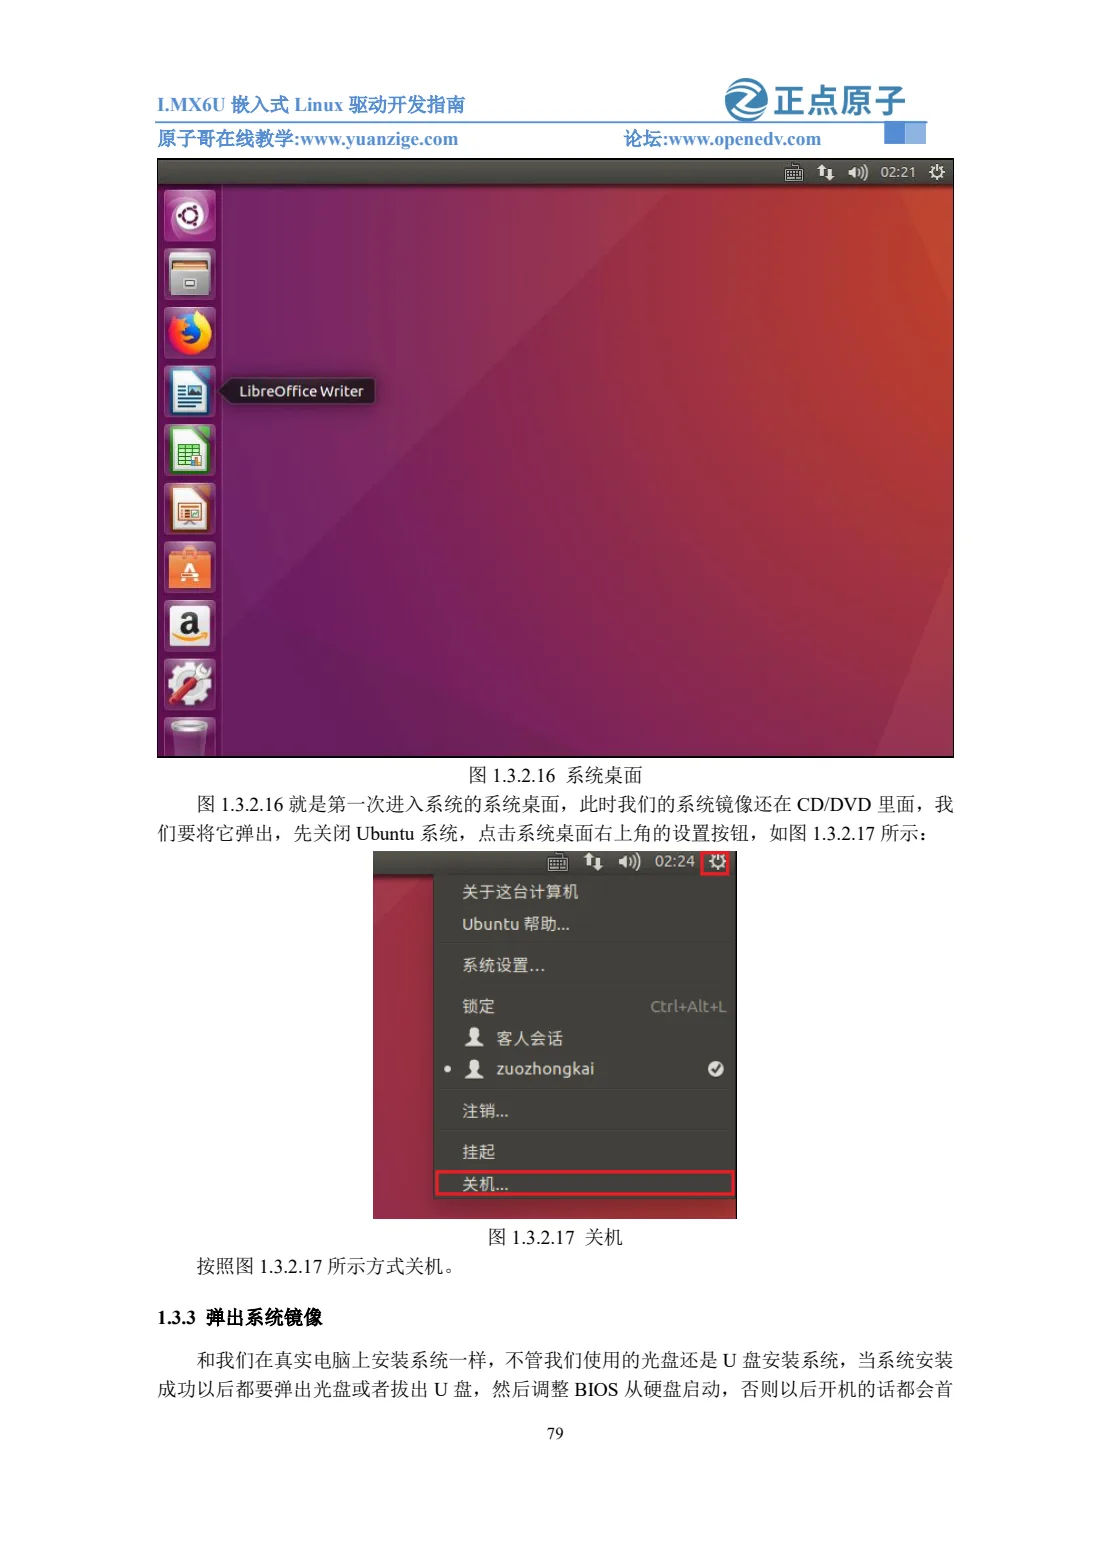 I.MX6U 嵌入式 Linux 驱动开发指南
正点原子
原子哥在线教学:www.yuanzige.com 论坛:www.openedv.com
02:21
LibreOffice Writer
a
图 1.3.2.16 系统桌面
图 1.3.2.16 就是第一次进入系统的系统桌面，此时我们的系统镜像还在 CD/DVD 里面，我
们要将它弹出，先关闭 Ubuntu 系统，点击系统桌面右上角的设置按钮，如图 1.3.2.17 所示：
02:24
关于这台计算机
Ubuntu 帮助...
系统设置...
锁定 Ctrl+Alt+L
客人会话
zuozhongkai
注销...
挂起
关机...
图 1.3.2.17 关机
按照图 1.3.2.17 所示方式关机。
1.3.3 弹出系统镜像
和我们在真实电脑上安装系统一样，不管我们使用的光盘还是 U 盘安装系统，当系统安装
成功以后都要弹出光盘或者拔出 U 盘，然后调整 BIOS 从硬盘启动，否则以后开机的话都会首
79